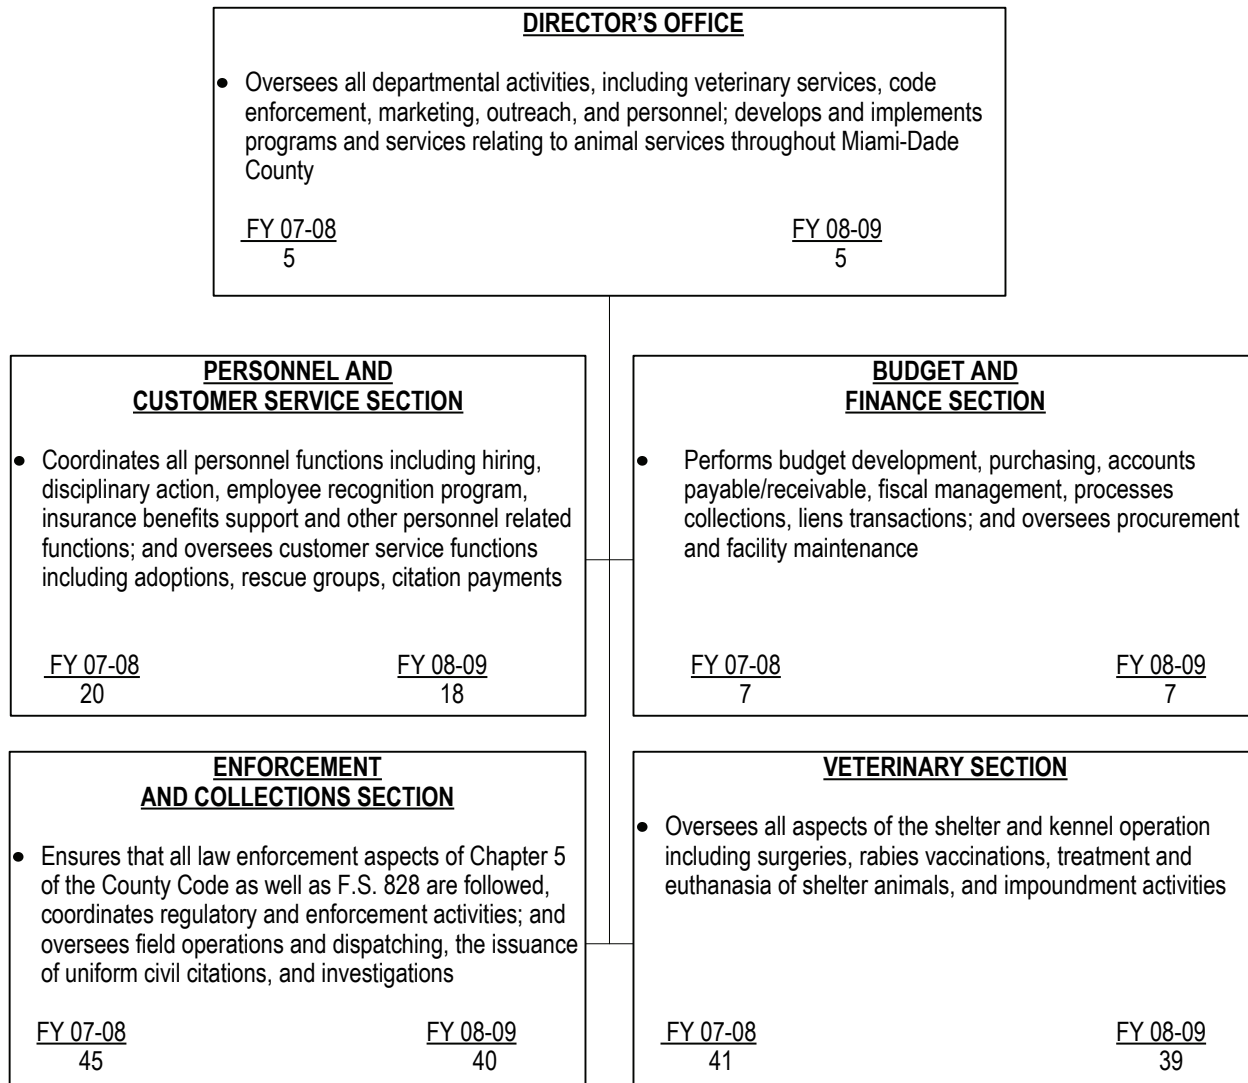 DIRECTOR'S OFFICE
• Oversees all departmental activities, including veterinary services, code
enforcement, marketing, outreach, and personnel; develops and implements
programs and services relating to animal services throughout Miami-Dade
County
FY 07-08 FY 08-09
5 5
PERSONNEL AND
CUSTOMER SERVICE SECTION
• Coordinates all personnel functions including hiring,
disciplinary action, employee recognition program,
insurance benefits support and other personnel related
functions; and oversees customer service functions
including adoptions, rescue groups, citation payments
FY 07-08 FY 08-09
20 18
BUDGET AND
FINANCE SECTION
• Performs budget development, purchasing, accounts
payable/receivable, fiscal management, processes
collections, liens transactions; and oversees procurement
and facility maintenance
FY 07-08 FY 08-09
7 7
ENFORCEMENT
AND COLLECTIONS SECTION
• Ensures that all law enforcement aspects of Chapter 5
of the County Code as well as F.S. 828 are followed,
coordinates regulatory and enforcement activities; and
oversees field operations and dispatching, the issuance
of uniform civil citations, and investigations
FY 07-08 FY 08-09
45 40
VETERINARY SECTION
• Oversees all aspects of the shelter and kennel operation
including surgeries, rabies vaccinations, treatment and
euthanasia of shelter animals, and impoundment activities
FY 07-08 FY 08-09
41 39